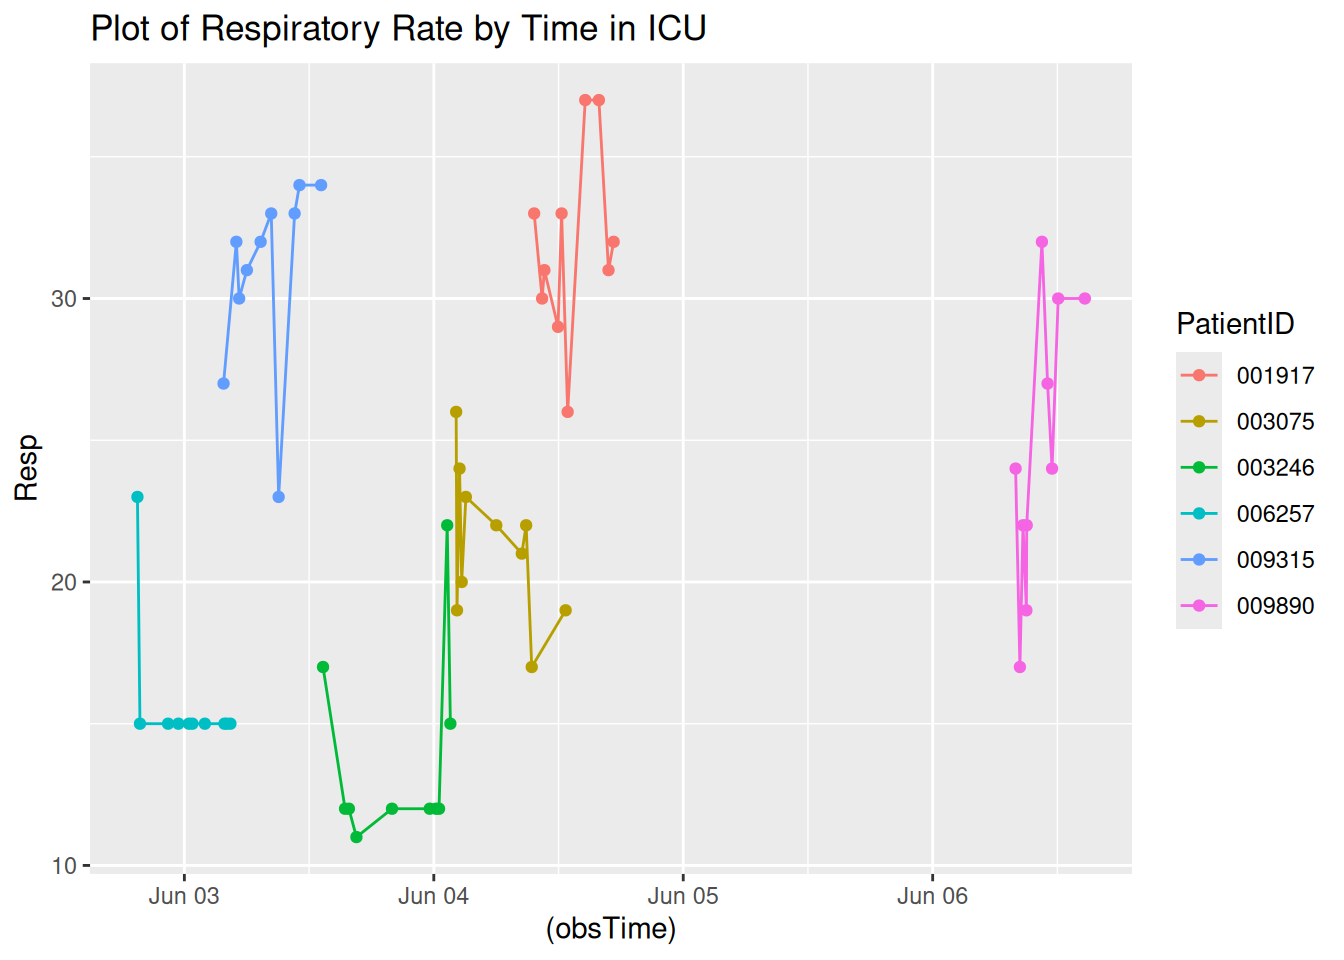 Plot of Respiratory Rate by Time in ICU
Resp
30
20
10
Jun 03
Jun 04
Jun 05
Jun 06
(obsTime)
PatientID
001917
003075
003246
006257
009315
009890